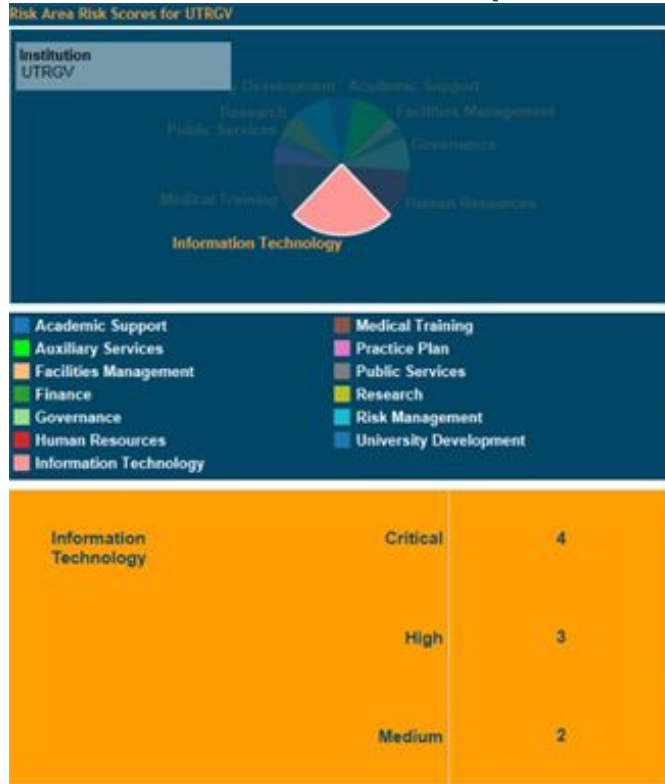 Risk Area Risk Scores for UTRGV
Institution
UTRGV
Development
Academic Support
Research
Facilities Management
Public Services
Governance
Medical Training
Human Resources
Information Technology
Academic Support
Medical Training
Auxiliary Services
Practice Plan
Facilities Management
Public Services
Finance
Research
Governance
Risk Management
Human Resources
University Development
Information Technology
Information
Technology
Critical
4
High
3
Medium
2